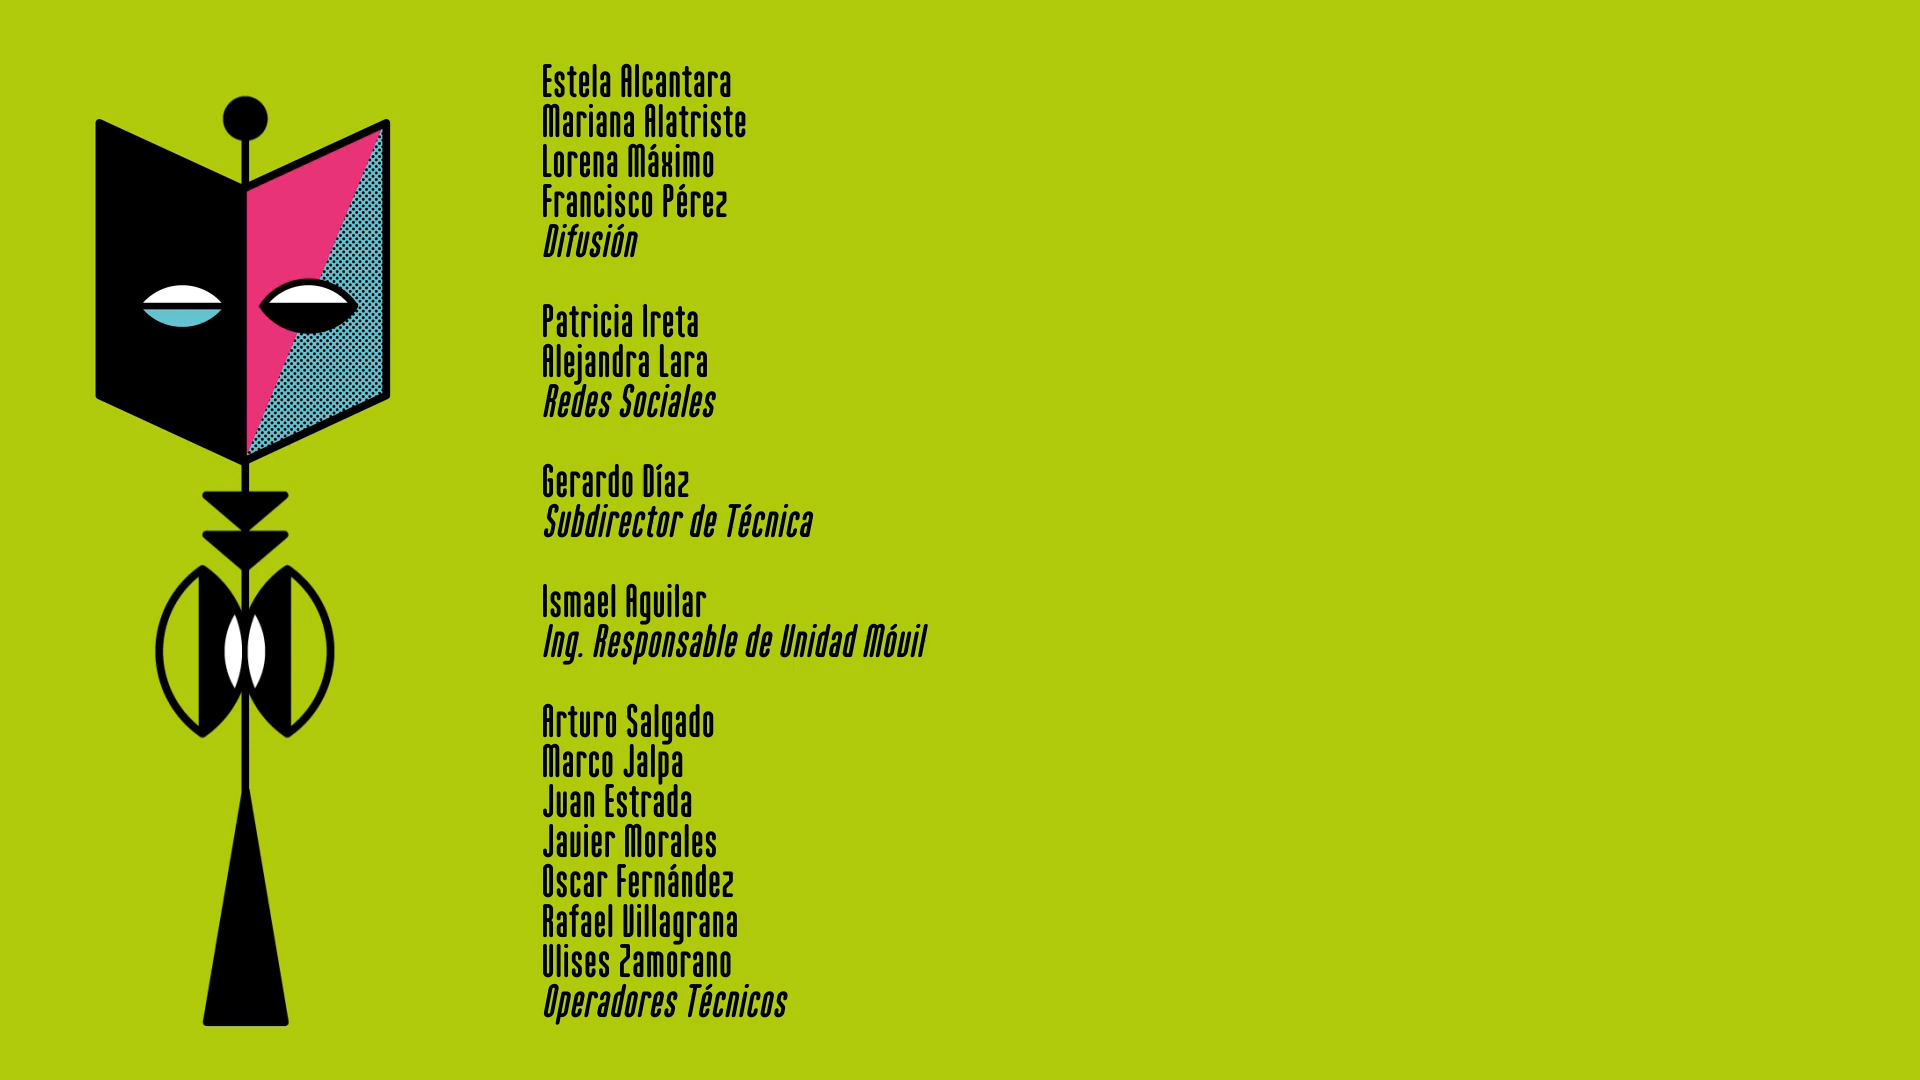 Estela Alcantara
Mariana Alatriste
Lorena Máximo
Francisco Pérez
Difusión
Patricia Ireta
Alejandra Lara
Redes Sociales
Gerardo Díaz
Subdirector de Técnica
Ismael Aguilar
Ing. Responsable de Unidad Móvil
Arturo Salgado
Marco Jalpa
Juan Estrada
Javier Morales
Oscar Fernández
Rafael Villagrana
Ulises Zamorano
Operadores Técnicos